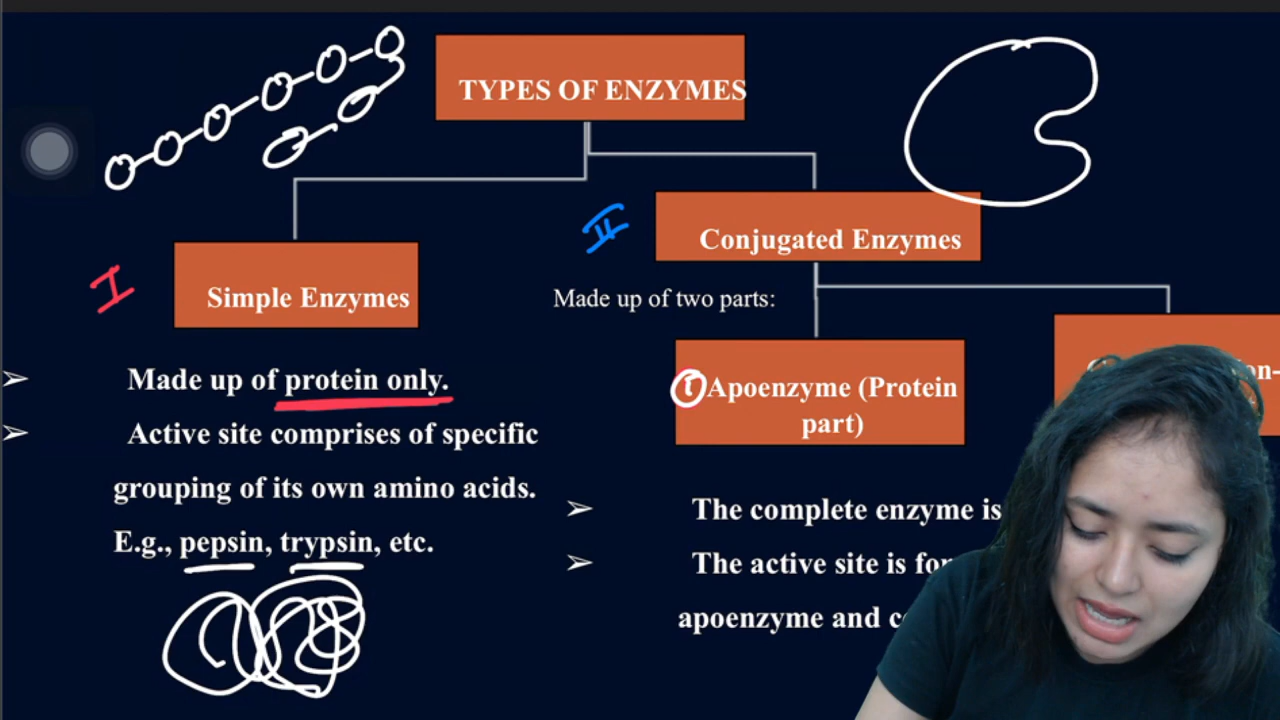 TYPES OF ENZYMES
II
Conjugated Enzymes
I
Simple Enzymes
Made up of two parts:
➢ Made up of protein only.
i Apoenzyme (Protein
part)
➢ Active site comprises of specific
grouping of its own amino acids.
E.g., pepsin, trypsin, etc.
➢ The complete enzyme is
➢ The active site is
apoenzyme and